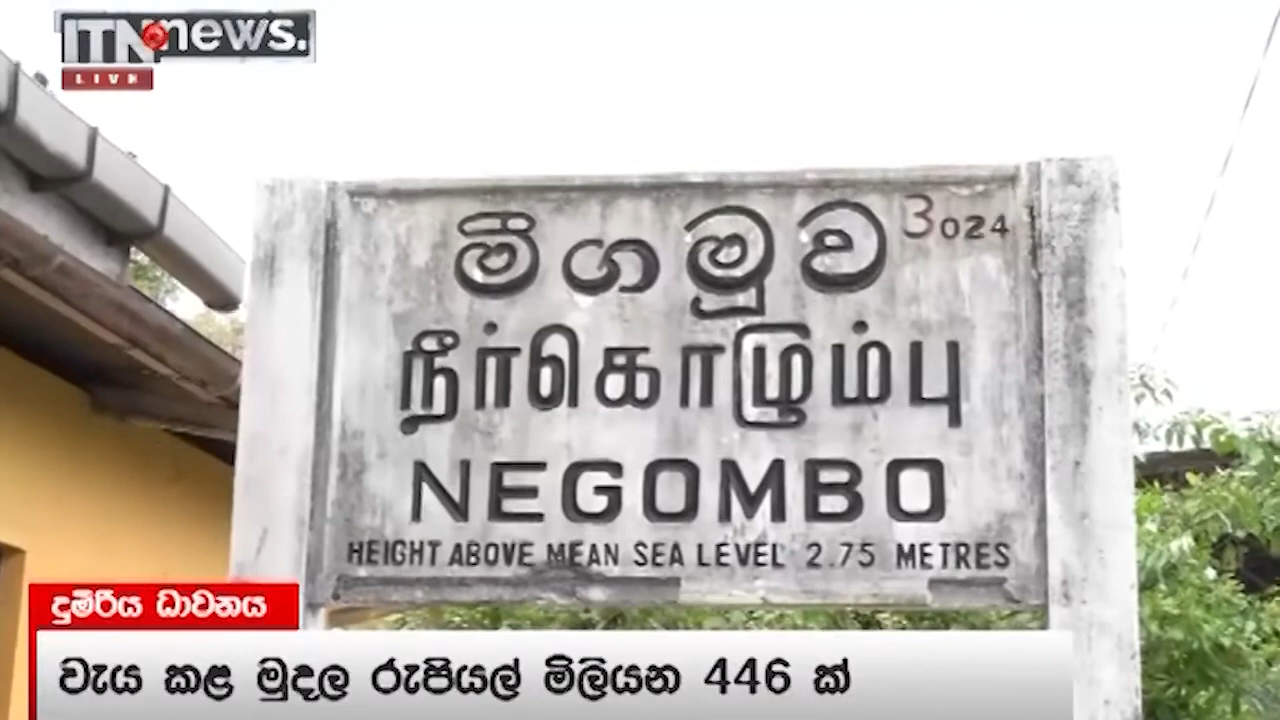 ITN news.
LIVE
මීගමුව 3024
நீர்கொழும்பு
NEGOMBO
HEIGHT ABOVE MEAN SEA LEVEL 2.75 METRES
දුම්රිය ධාවනය
වැය කළ මුදල රුපියල් මිලියන 446 ක්